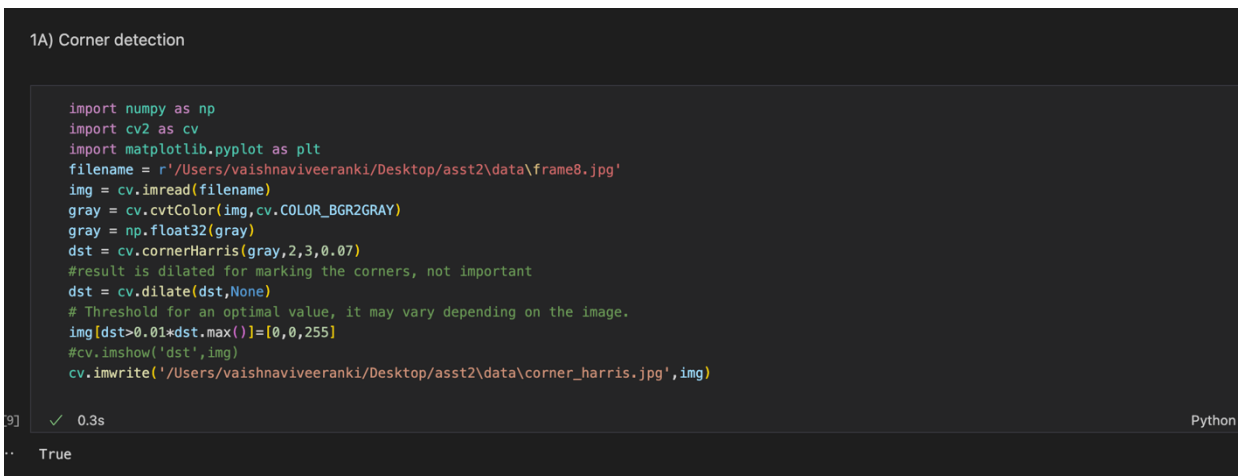 1A) Corner detection
import numpy as np
import cv2 as cv
import matplotlib.pyplot as plt
filename = r'/Users/vaishnaviveeranki/Desktop/asst2\data\frame8.jpg'
img = cv.imread(filename)
gray = cv.cvtColor(img,cv.COLOR_BGR2GRAY)
gray = np.float32(gray)
dst = cv.cornerHarris(gray,2,3,0.07)
#result is dilated for marking the corners, not important
dst = cv.dilate(dst,None)
# Threshold for an optimal value, it may vary depending on the image.
img[dst>0.01*dst.max()]=[0,0,255]
#cv.imshow('dst',img)
cv.imwrite('/Users/vaishnaviveeranki/Desktop/asst2\data\corner_harris.jpg',img)
[9] ✓ 0.3s Python
·· True